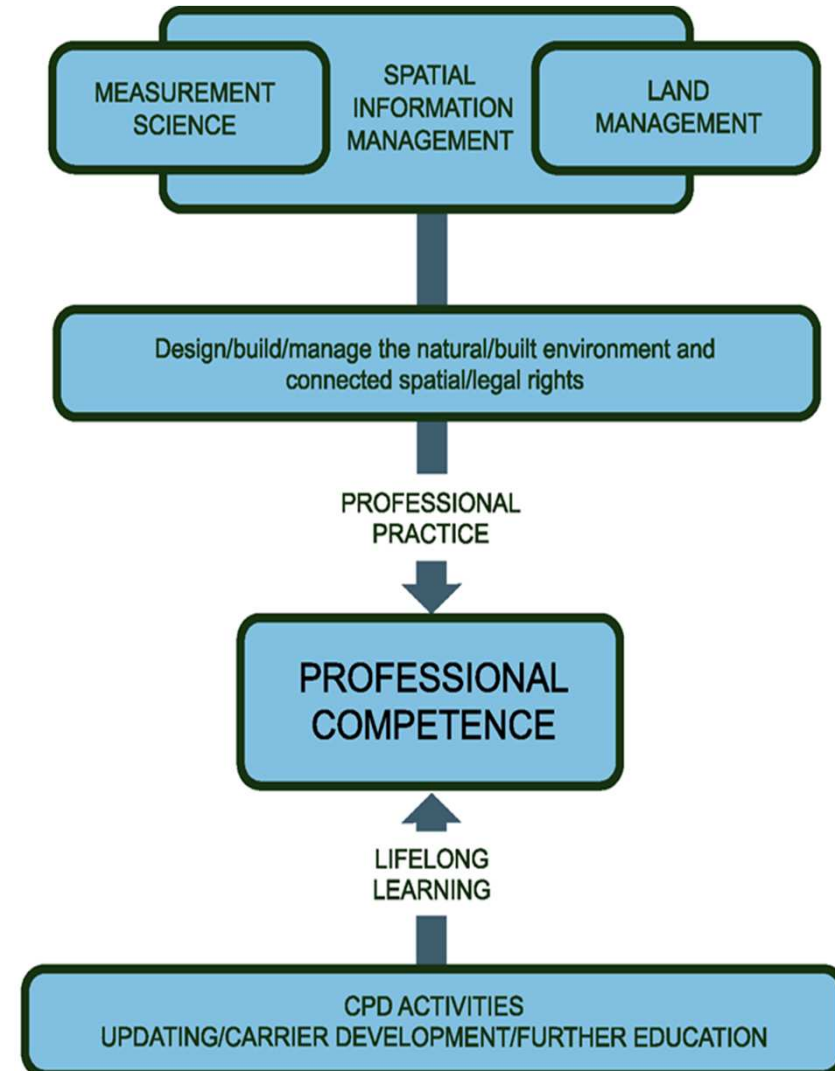 MEASUREMENT
SCIENCE
SPATIAL
INFORMATION
MANAGEMENT
LAND
MANAGEMENT
Design/build/manage the natural/built environment and
connected spatial/legal rights
PROFESSIONAL
PRACTICE
PROFESSIONAL
COMPETENCE
LIFELONG
LEARNING
CPD ACTIVITIES
UPDATING/CARRIER DEVELOPMENT/FURTHER EDUCATION